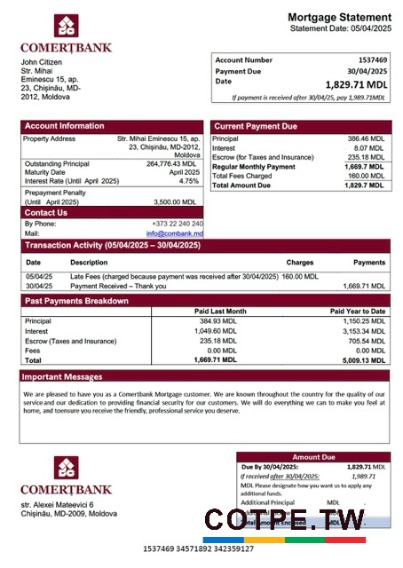 Mortgage Statement
Statement Date: 05/04/2025
COMERȚBANK
John Citizen
Str. Mihai
Eminescu 15, ap.
23, Chișinău, MD-
2012, Moldova
Account Number 1537469
Payment Due 30/04/2025
Date
1,829.71 MDL
If payment is received after 30/04/25, pay 1,989.71MDL
Account Information
Property Address Str. Mihai Eminescu 15, ap.
23, Chișinău, MD-2012,
Moldova
Outstanding Principal 264,776.43 MDL
Maturity Date April 2025
Interest Rate (Until April 2025) 4.75%
Prepayment Penalty
(Until April 2025) 3,500.00 MDL
Contact Us
By Phone: +373 22 240 240
Mail: info@combank.md
Current Payment Due
Principal 386.46 MDL
Interest 8.07 MDL
Escrow (for Taxes and Insurance) 235.18 MDL
Regular Monthly Payment 1,669.7 MDL
Total Fees Charged 160.00 MDL
Total Amount Due 1,829.7 MDL
Transaction Activity (05/04/2025 – 30/04/2025)
Date Description Charges Payments
05/04/25 Late Fees (charged because payment was received after 30/04/2025) 160.00 MDL
30/04/25 Payment Received – Thank you 1,669.71 MDL
Past Payments Breakdown
Paid Last Month Paid Year to Date
Principal 384.93 MDL 1,150.25 MDL
Interest 1,049.60 MDL 3,153.34 MDL
Escrow (Taxes and Insurance) 235.18 MDL 705.54 MDL
Fees 0.00 MDL 0.00 MDL
Total 1,669.71 MDL 5,009.13 MDL
Important Messages
We are pleased to have you as a Comertbank Mortgage customer. We are known throughout the country for the quality of our
service and our dedication to providing financial security for our customers. We will do everything we can to make you feel at
home, and toensure you receive the friendly, professional service you deserve.
COMERȚBANK
str. Alexei Mateevici 6
Chișinău, MD-2009, Moldova
Amount Due
Due By 30/04/2025: 1,829.71 MDL
If received after 30/04/2025: 1,989.71
MDL Please designate how you want us to apply any
additional funds.
Additional Principal MDL
Total Amount Enclosed
COTPE.TW
1537469 34571892 342359127